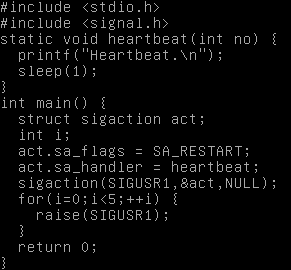 #include <stdio.h>
#include <signal.h>
static void heartbeat(int no) {
  printf("Heartbeat.\n");
  sleep(1);
}
int main() {
  struct sigaction act;
  int i;
  act.sa_flags = SA_RESTART;
  act.sa_handler = heartbeat;
  sigaction(SIGUSR1,&act,NULL);
  for(i=0;i<5;++i) {
    raise(SIGUSR1);
  }
  return 0;
}